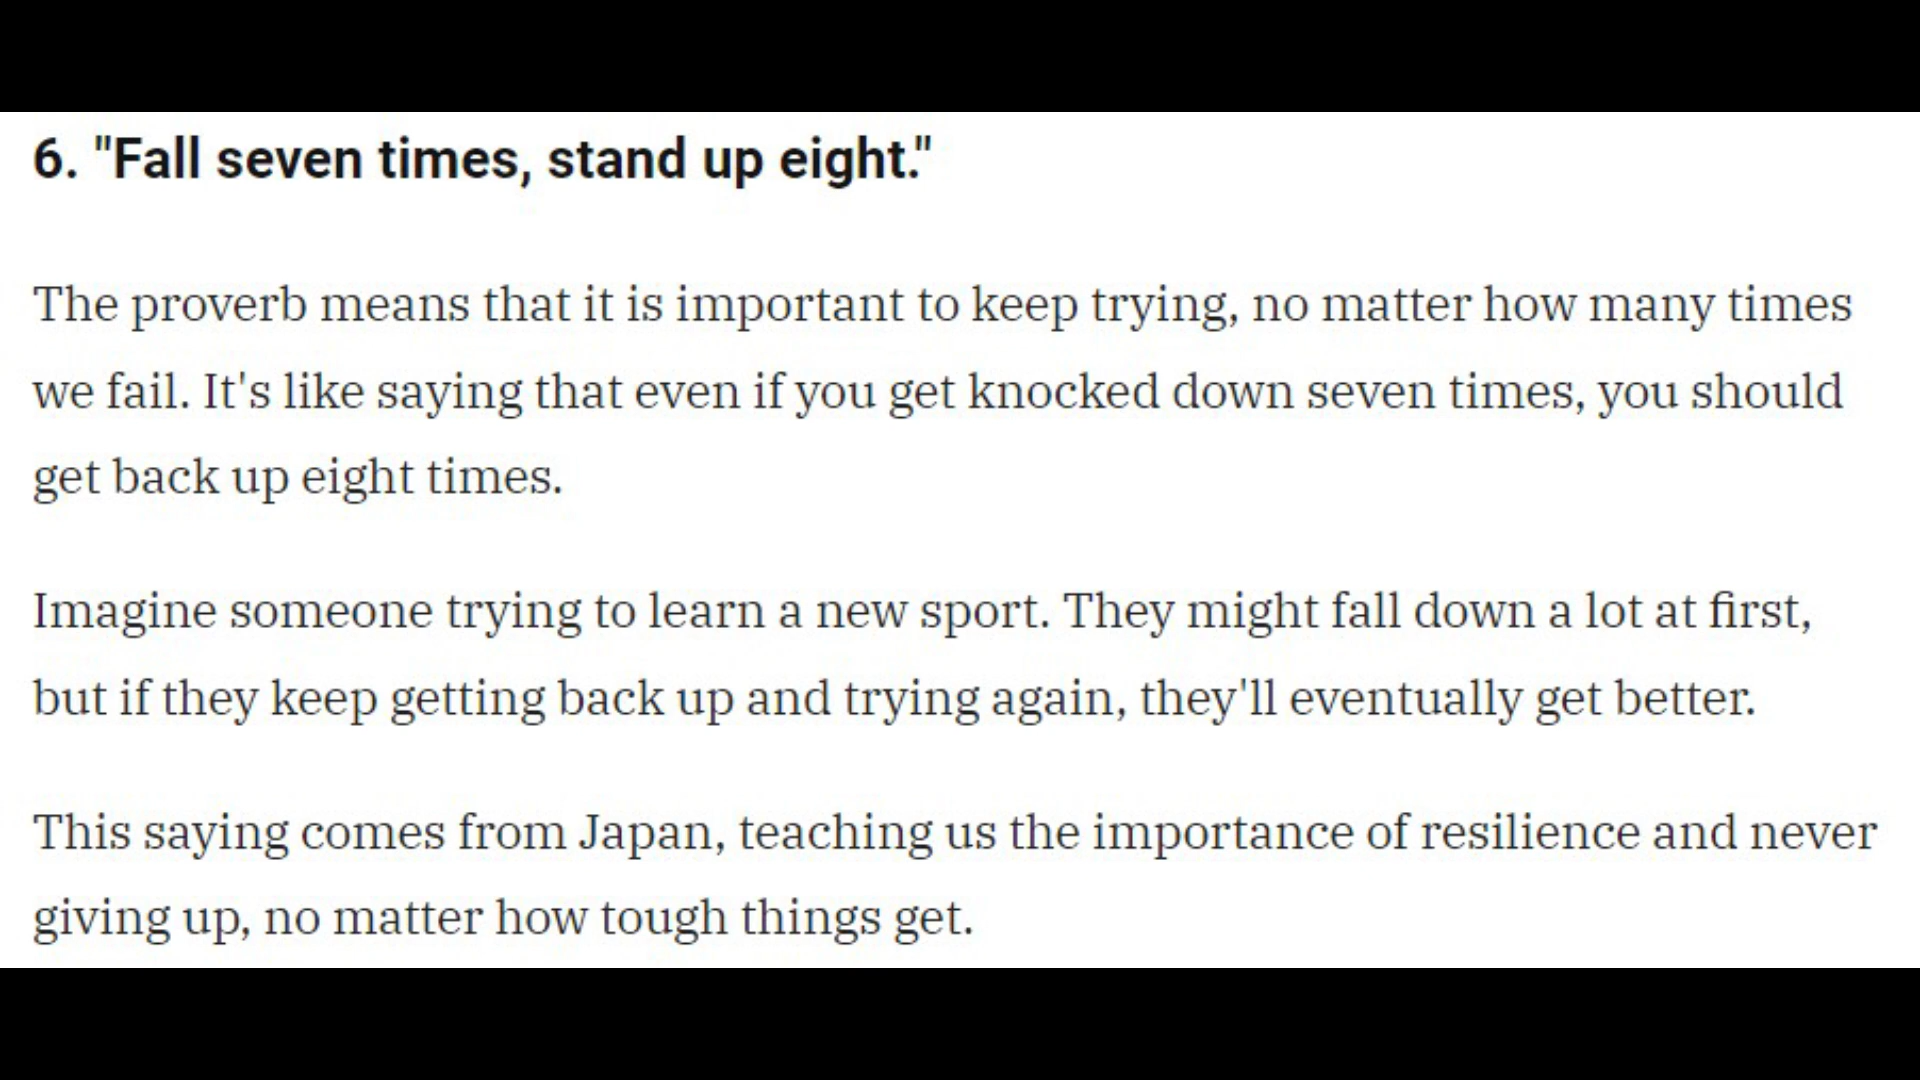 6. "Fall seven times, stand up eight."
The proverb means that it is important to keep trying, no matter how many times
we fail. It's like saying that even if you get knocked down seven times, you should
get back up eight times.
Imagine someone trying to learn a new sport. They might fall down a lot at first,
but if they keep getting back up and trying again, they'll eventually get better.
This saying comes from Japan, teaching us the importance of resilience and never
giving up, no matter how tough things get.